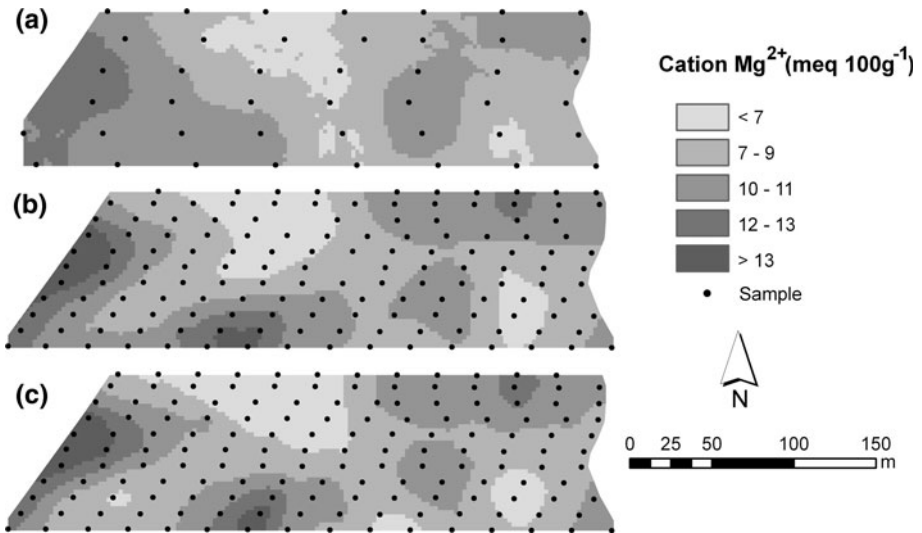 (a)
(b)
(c)
Cation Mg²⁺(meq 100g⁻¹)
< 7
7 - 9
10 - 11
12 - 13
> 13
Sample
N
0 25 50 100 150
m